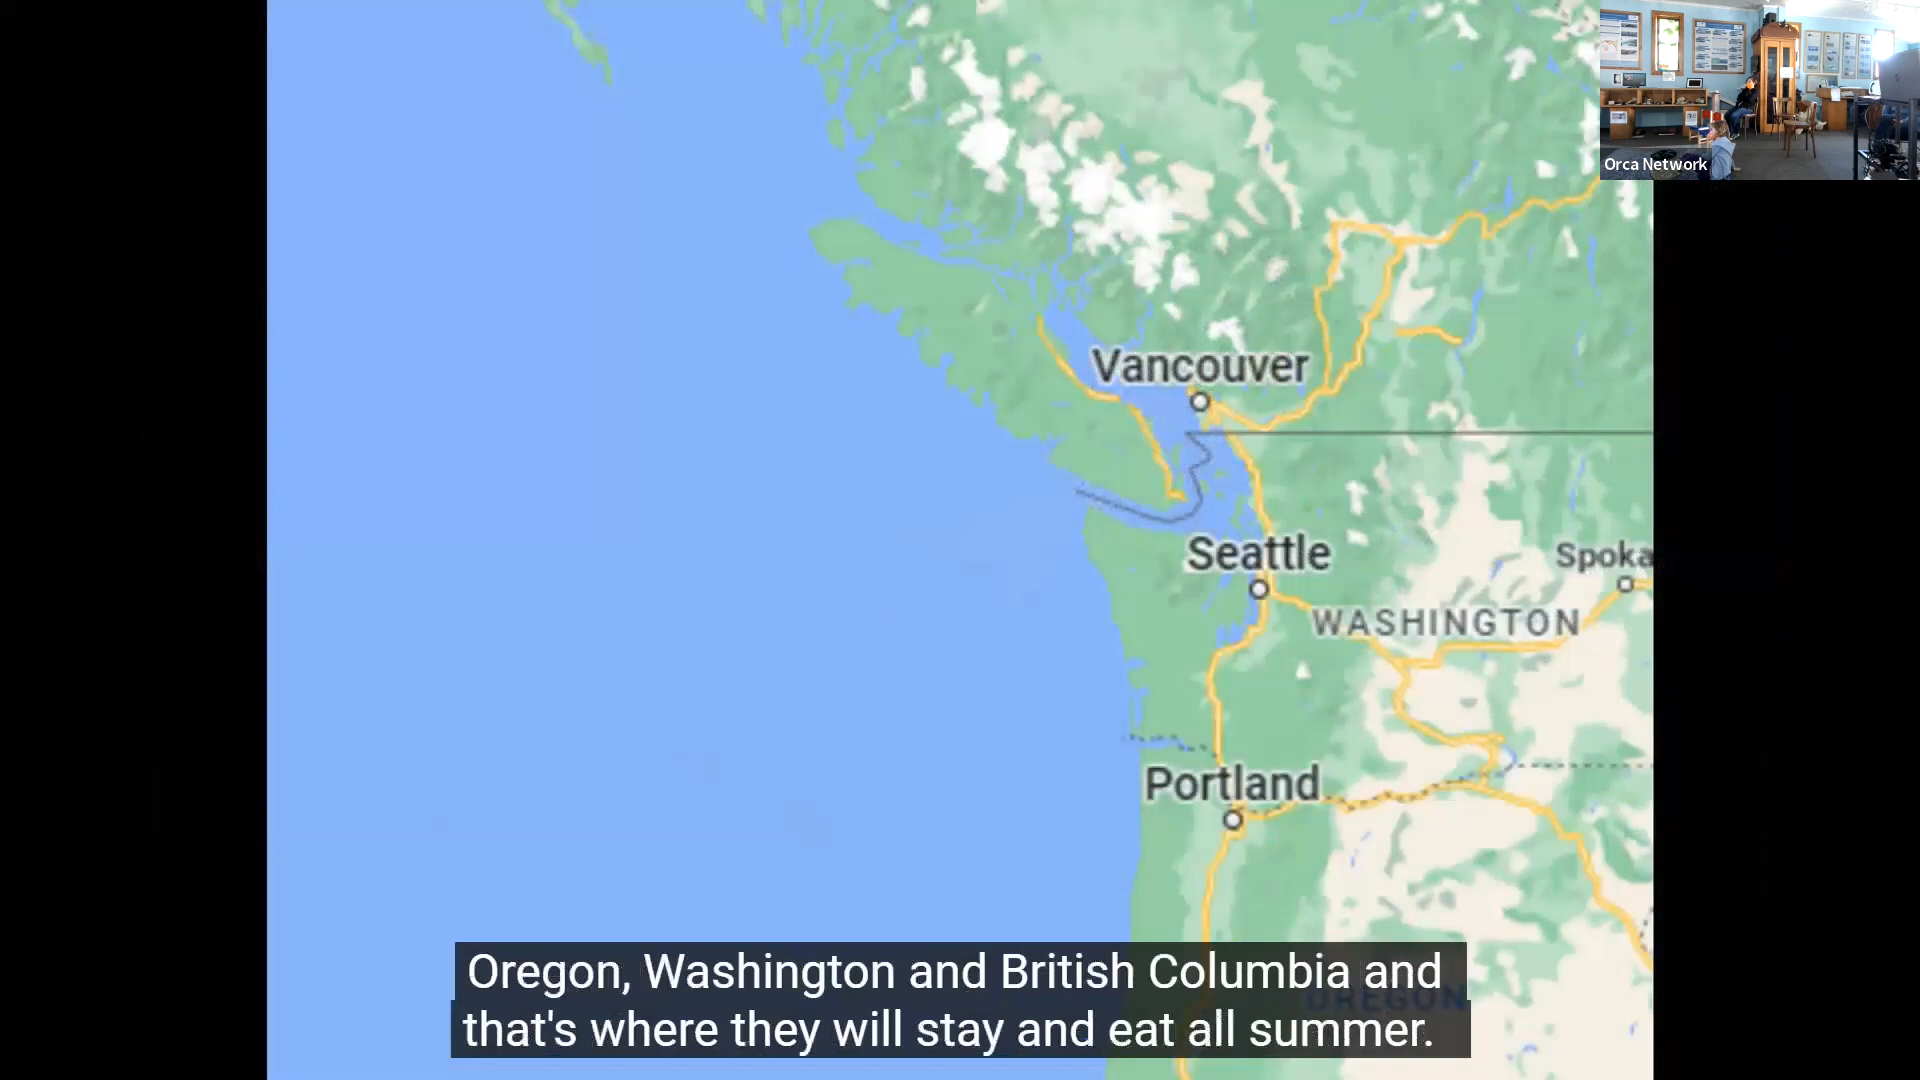 Orca Network
Vancouver
Seattle
Spoka
WASHINGTON
Portland
OREGON
Oregon, Washington and British Columbia and
that's where they will stay and eat all summer.